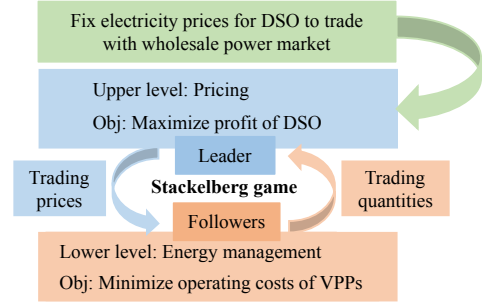 Fix electricity prices for DSO to trade
with wholesale power market
Upper level: Pricing
Obj: Maximize profit of DSO
Leader
Trading
prices
Stackelberg game
Trading
quantities
Followers
Lower level: Energy management
Obj: Minimize operating costs of VPPs